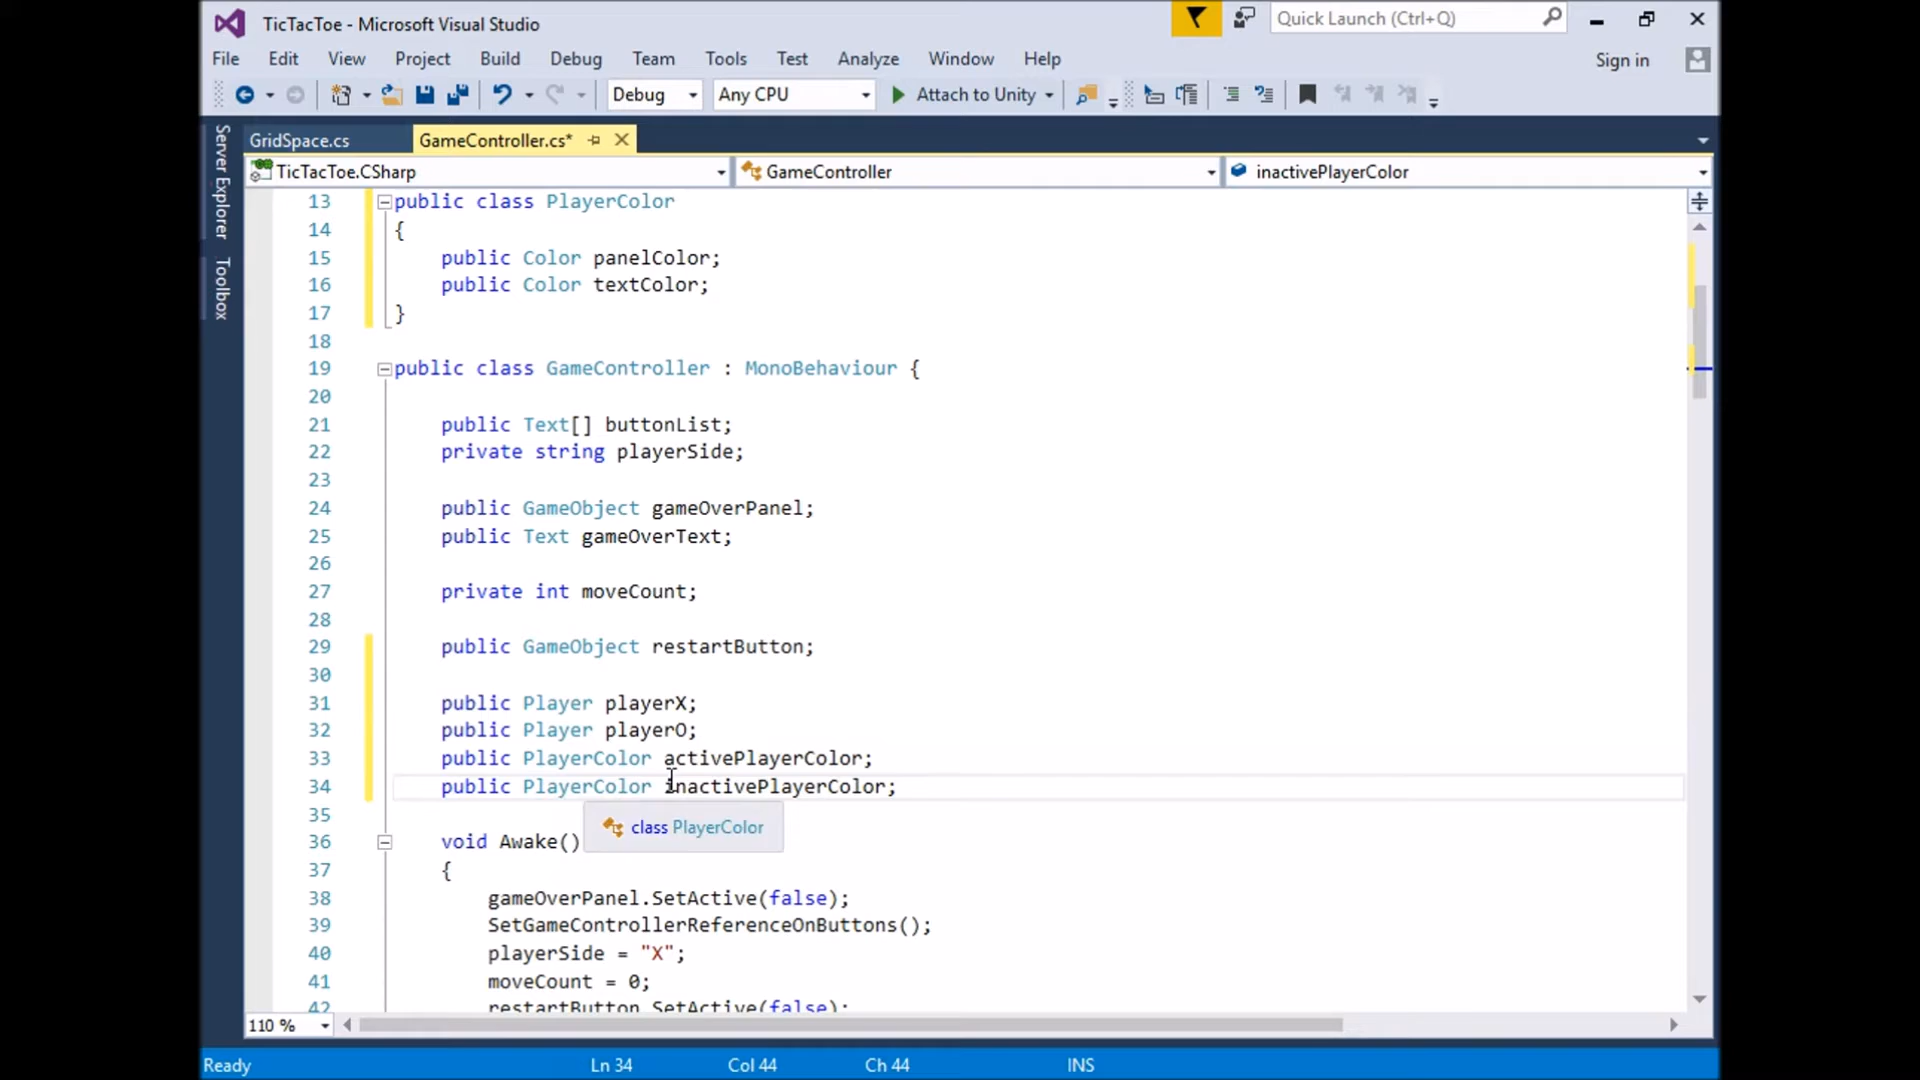 TicTacToe - Microsoft Visual Studio
Quick Launch (Ctrl+Q)
File Edit View Project Build Debug Team Tools Test Analyze Window Help Sign in
Debug Any CPU Attach to Unity
Server Explorer
Toolbox
GridSpace.cs GameController.cs*
TicTacToe.CSharp GameController inactivePlayerColor
13 public class PlayerColor
14 {
15 public Color panelColor;
16 public Color textColor;
17 }
18
19 public class GameController : MonoBehaviour {
20
21 public Text[] buttonList;
22 private string playerSide;
23
24 public GameObject gameOverPanel;
25 public Text gameOverText;
26
27 private int moveCount;
28
29 public GameObject restartButton;
30
31 public Player playerX;
32 public Player playerO;
33 public PlayerColor activePlayerColor;
34 public PlayerColor inactivePlayerColor;
35
class PlayerColor
36 void Awake()
37 {
38 gameOverPanel.SetActive(false);
39 SetGameControllerReferenceOnButtons();
40 playerSide = "X";
41 moveCount = 0;
42 restartButton.SetActive(false);
110 %
Ready Ln 34 Col 44 Ch 44 INS